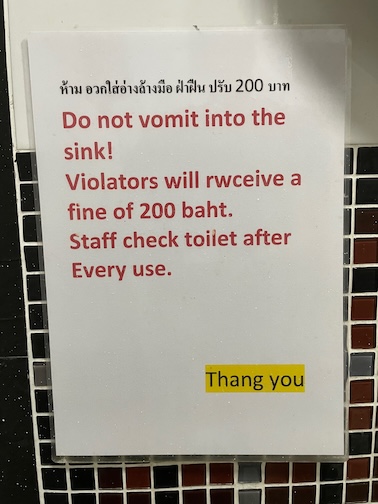 ห้าม อวกใส่อ่างล้างมือ ฝ่าฝืน ปรับ 200 บาท
Do not vomit into the
sink!
Violators will rwceive a
fine of 200 baht.
Staff check toilet after
Every use.
Thang you